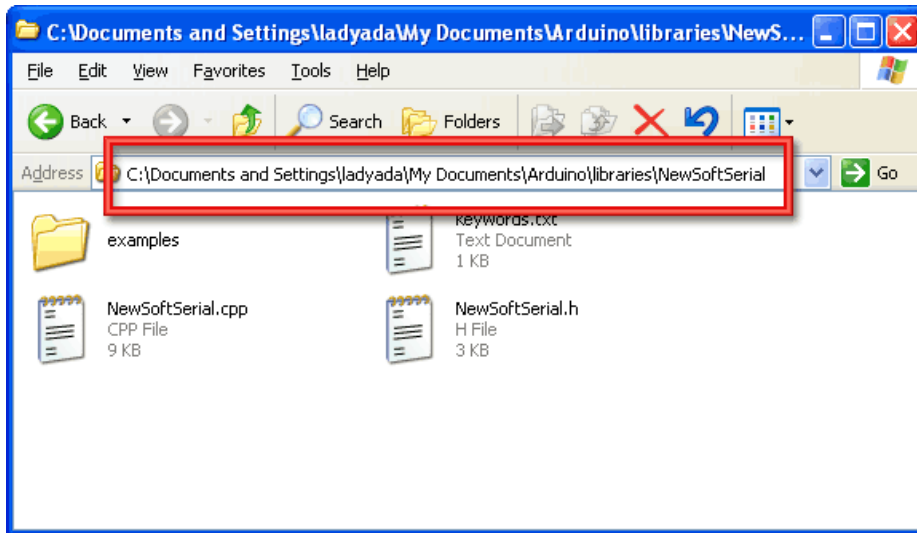 C:\Documents and Settings\ladyada\My Documents\Arduino\libraries\NewS...
File Edit View Favorites Tools Help
Back Search Folders
Address C:\Documents and Settings\ladyada\My Documents\Arduino\libraries\NewSoftSerial Go
examples
keywords.txt
Text Document
1 KB
NewSoftSerial.cpp
CPP File
9 KB
NewSoftSerial.h
H File
3 KB